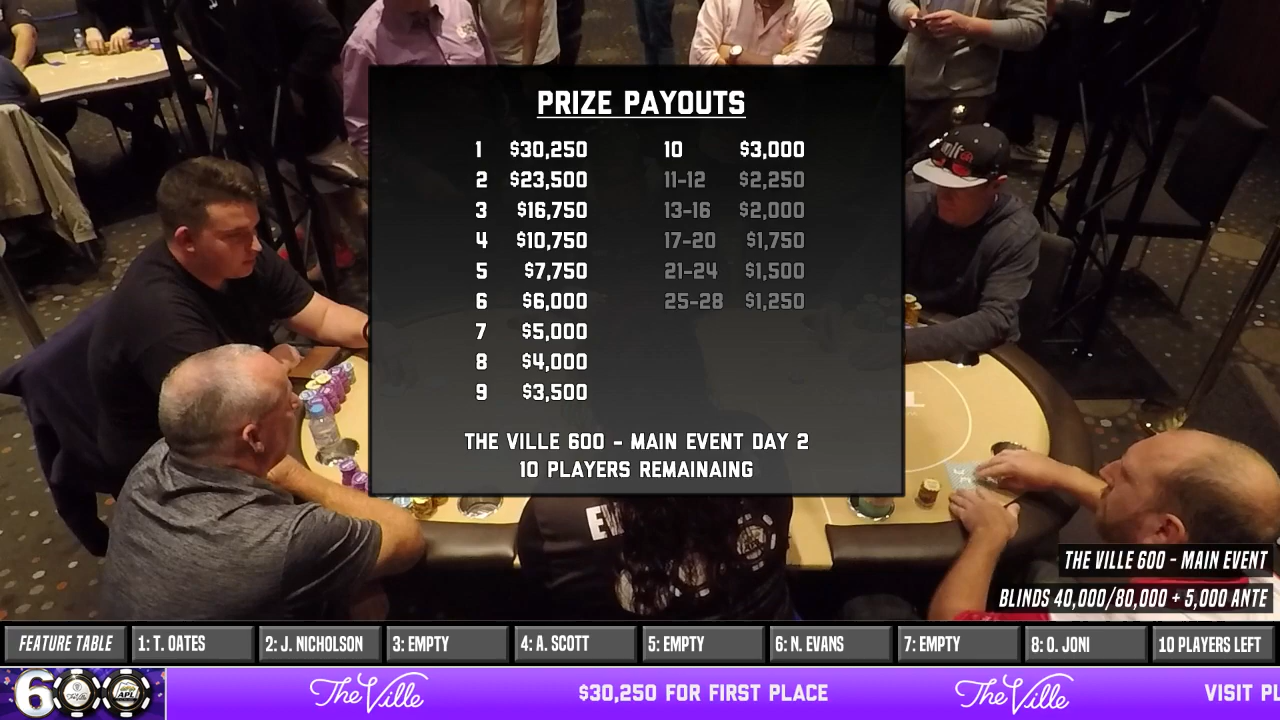 PRIZE PAYOUTS
1 $30,250 10 $3,000
2 $23,500 11-12 $2,250
3 $16,750 13-16 $2,000
4 $10,750 17-20 $1,750
5 $7,750 21-24 $1,500
6 $6,000 25-28 $1,250
7 $5,000
8 $4,000
9 $3,500
THE VILLE 600 - MAIN EVENT DAY 2
10 PLAYERS REMAINAING
THE VILLE 600 - MAIN EVENT
BLINDS 40,000/80,000 + 5,000 ANTE
FEATURE TABLE 1: T. OATES 2: J. NICHOLSON 3: EMPTY 4: A. SCOTT 5: EMPTY 6: N. EVANS 7: EMPTY 8: O. JONI 10 PLAYERS LEFT
600 APL The Ville $30,250 FOR FIRST PLACE The Ville VISIT PL